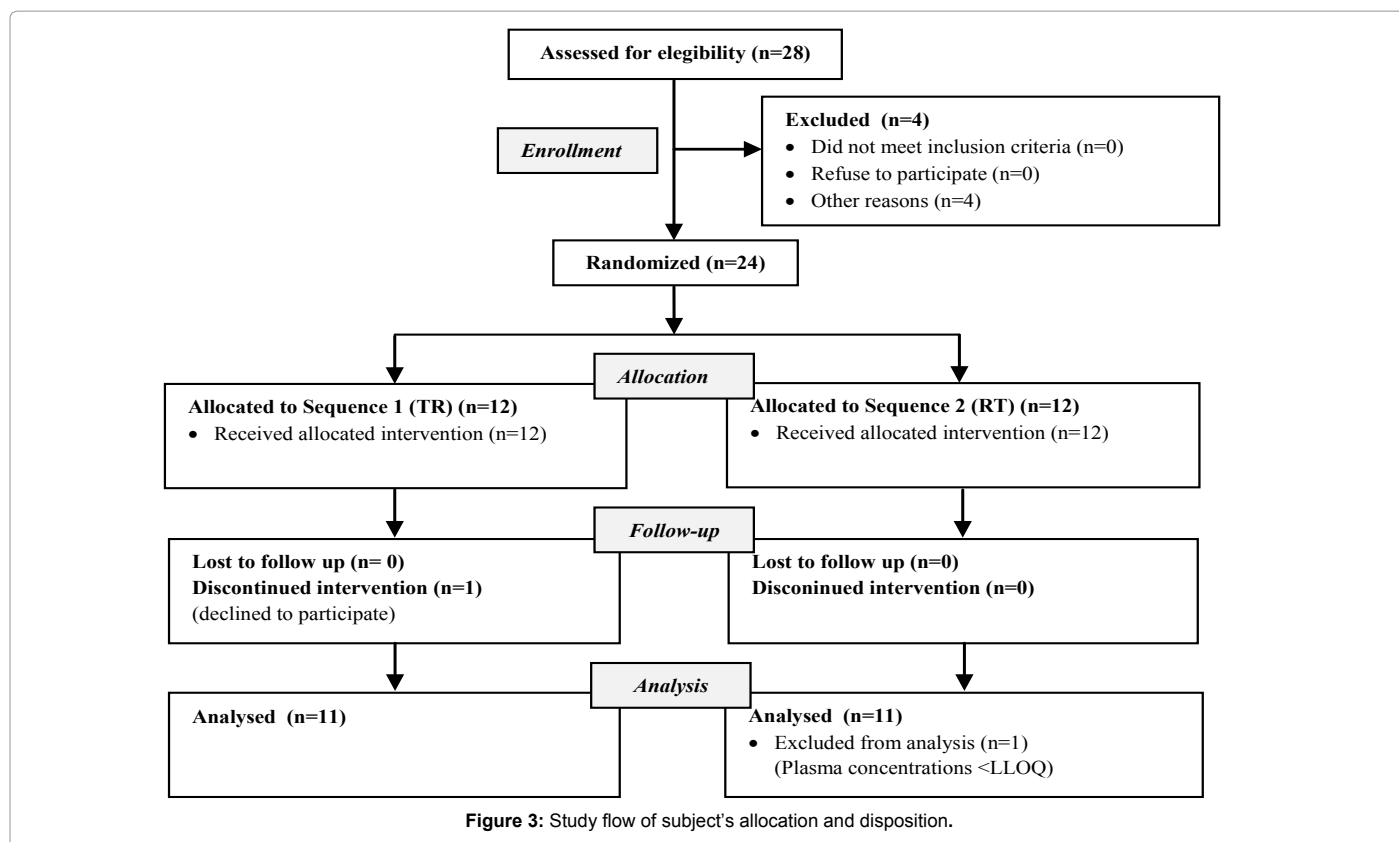 Assessed for elegibility (n=28)
Excluded (n=4)
• Did not meet inclusion criteria (n=0)
• Refuse to participate (n=0)
• Other reasons (n=4)
Enrollment
Randomized (n=24)
Allocation
Allocated to Sequence 1 (TR) (n=12)
• Received allocated intervention (n=12)
Allocated to Sequence 2 (RT) (n=12)
• Received allocated intervention (n=12)
Follow-up
Lost to follow up (n= 0)
Discontinued intervention (n=1)
(declined to participate)
Lost to follow up (n=0)
Disconinued intervention (n=0)
Analysis
Analysed (n=11)
Analysed (n=11)
• Excluded from analysis (n=1)
(Plasma concentrations <LLOQ)
Figure 3: Study flow of subject's allocation and disposition.